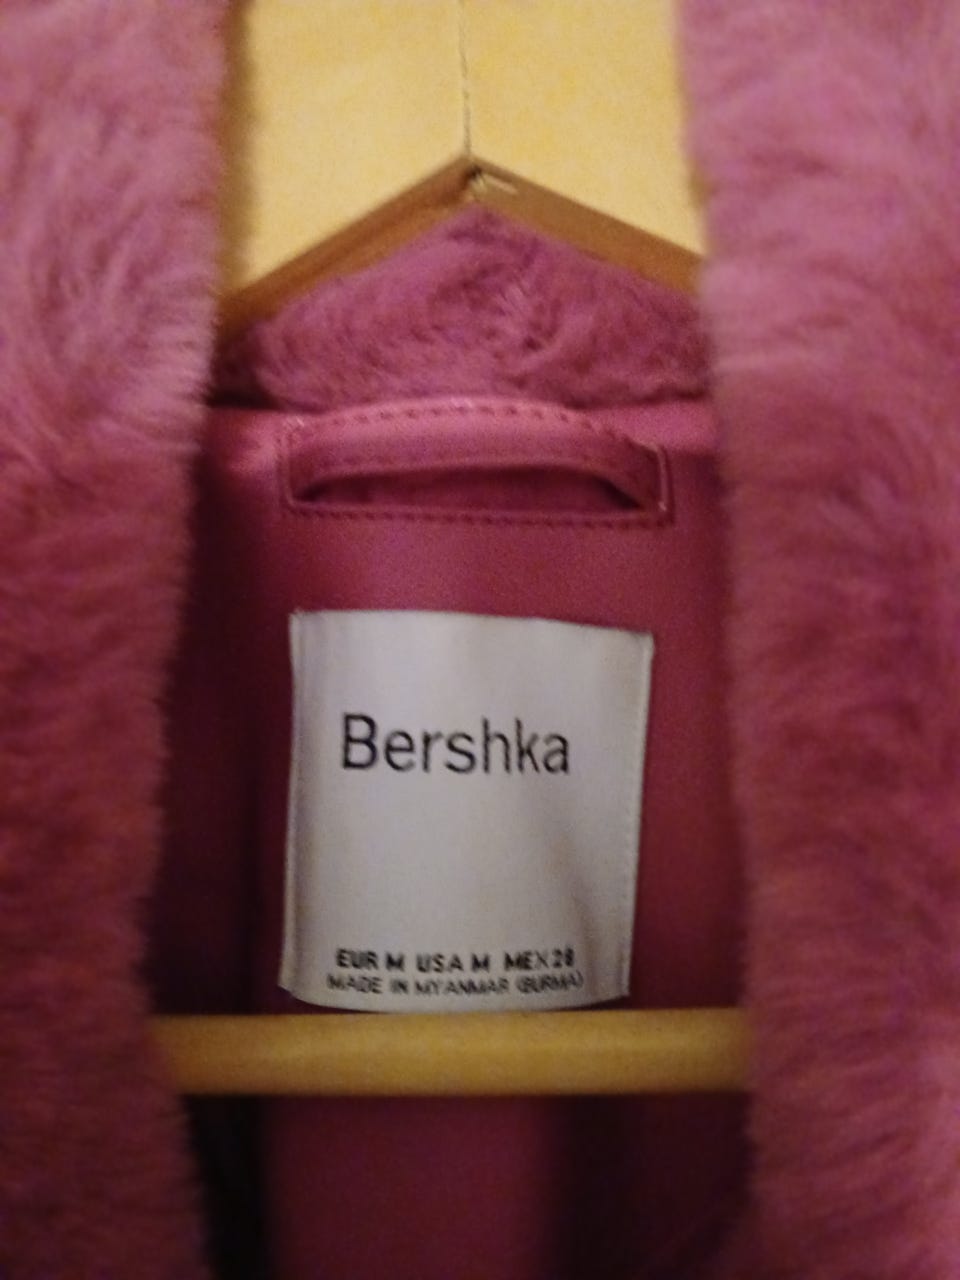 Bershka
EUR M USA M MEX 28
MADE IN MYANMAR (BURMA)